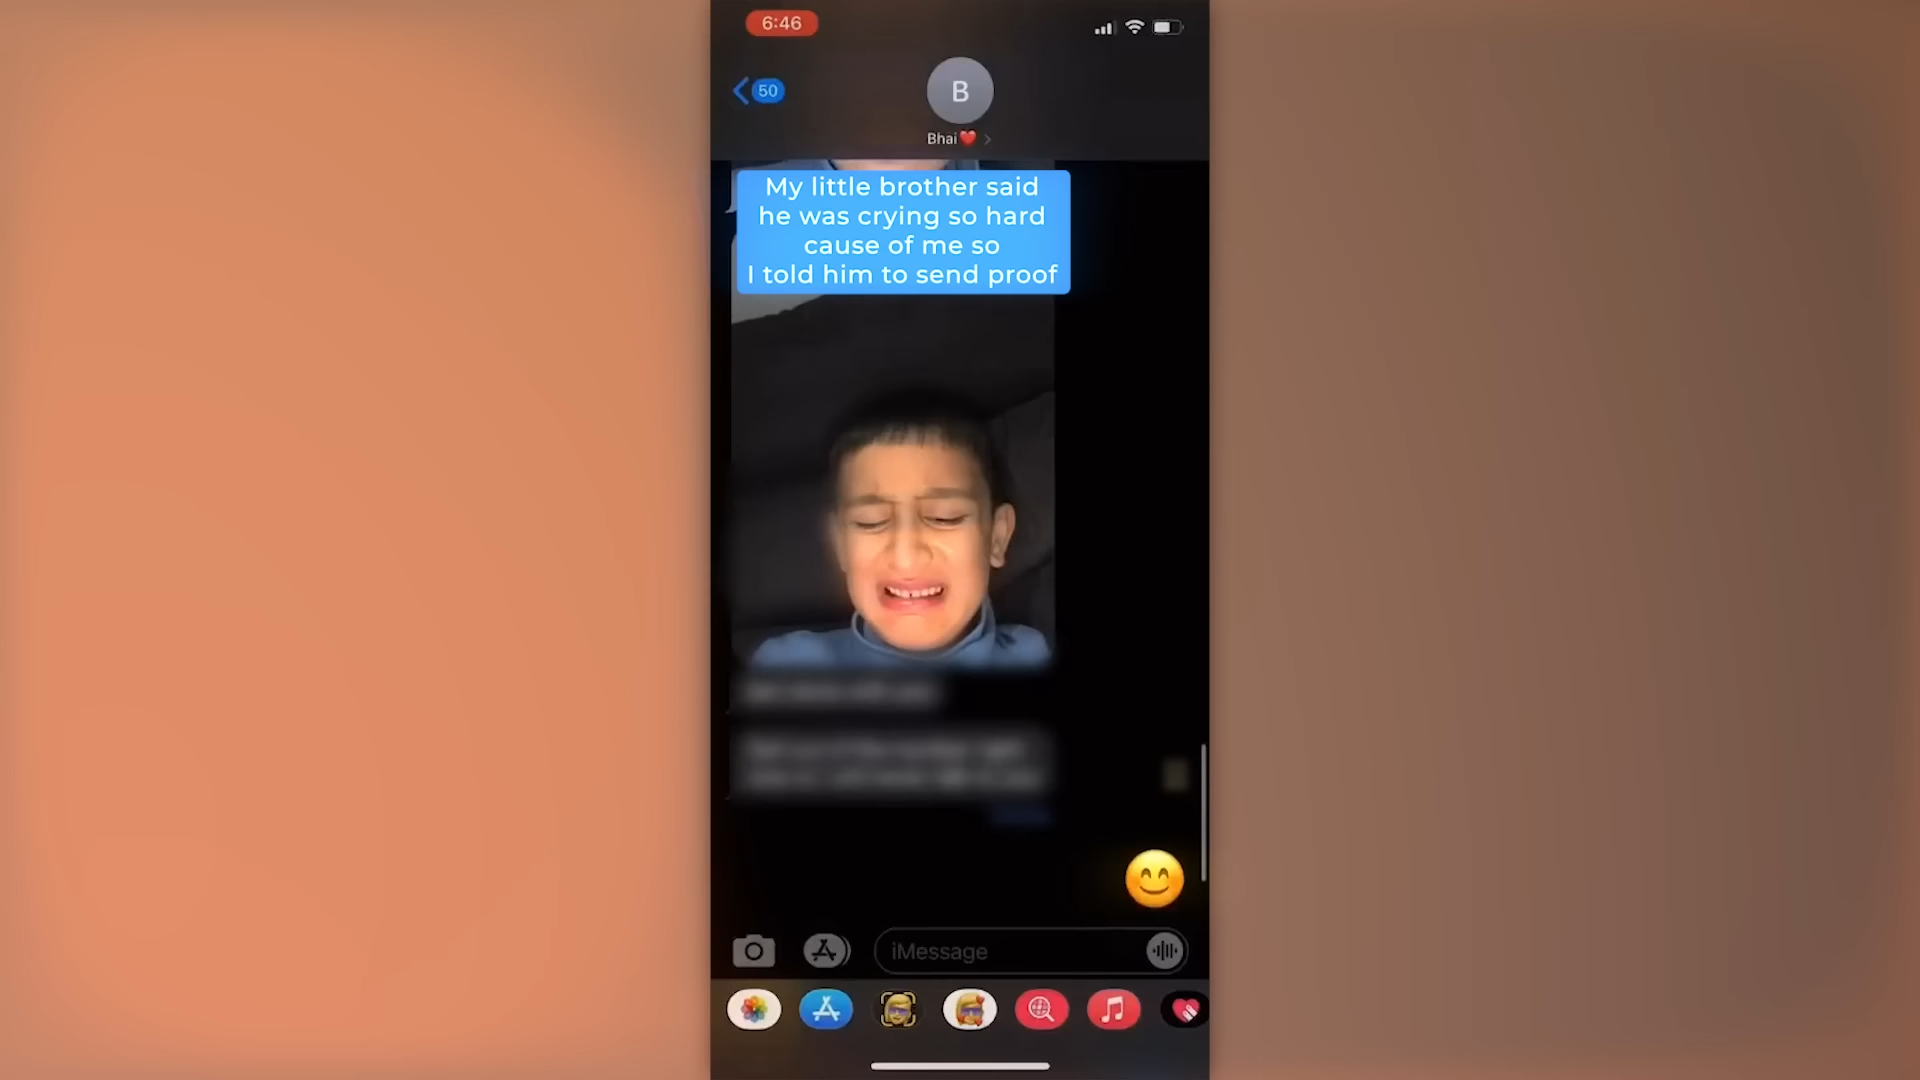 6:46
50
B
Bhai❤️
My little brother said
he was crying so hard
cause of me so
I told him to send proof
iMessage